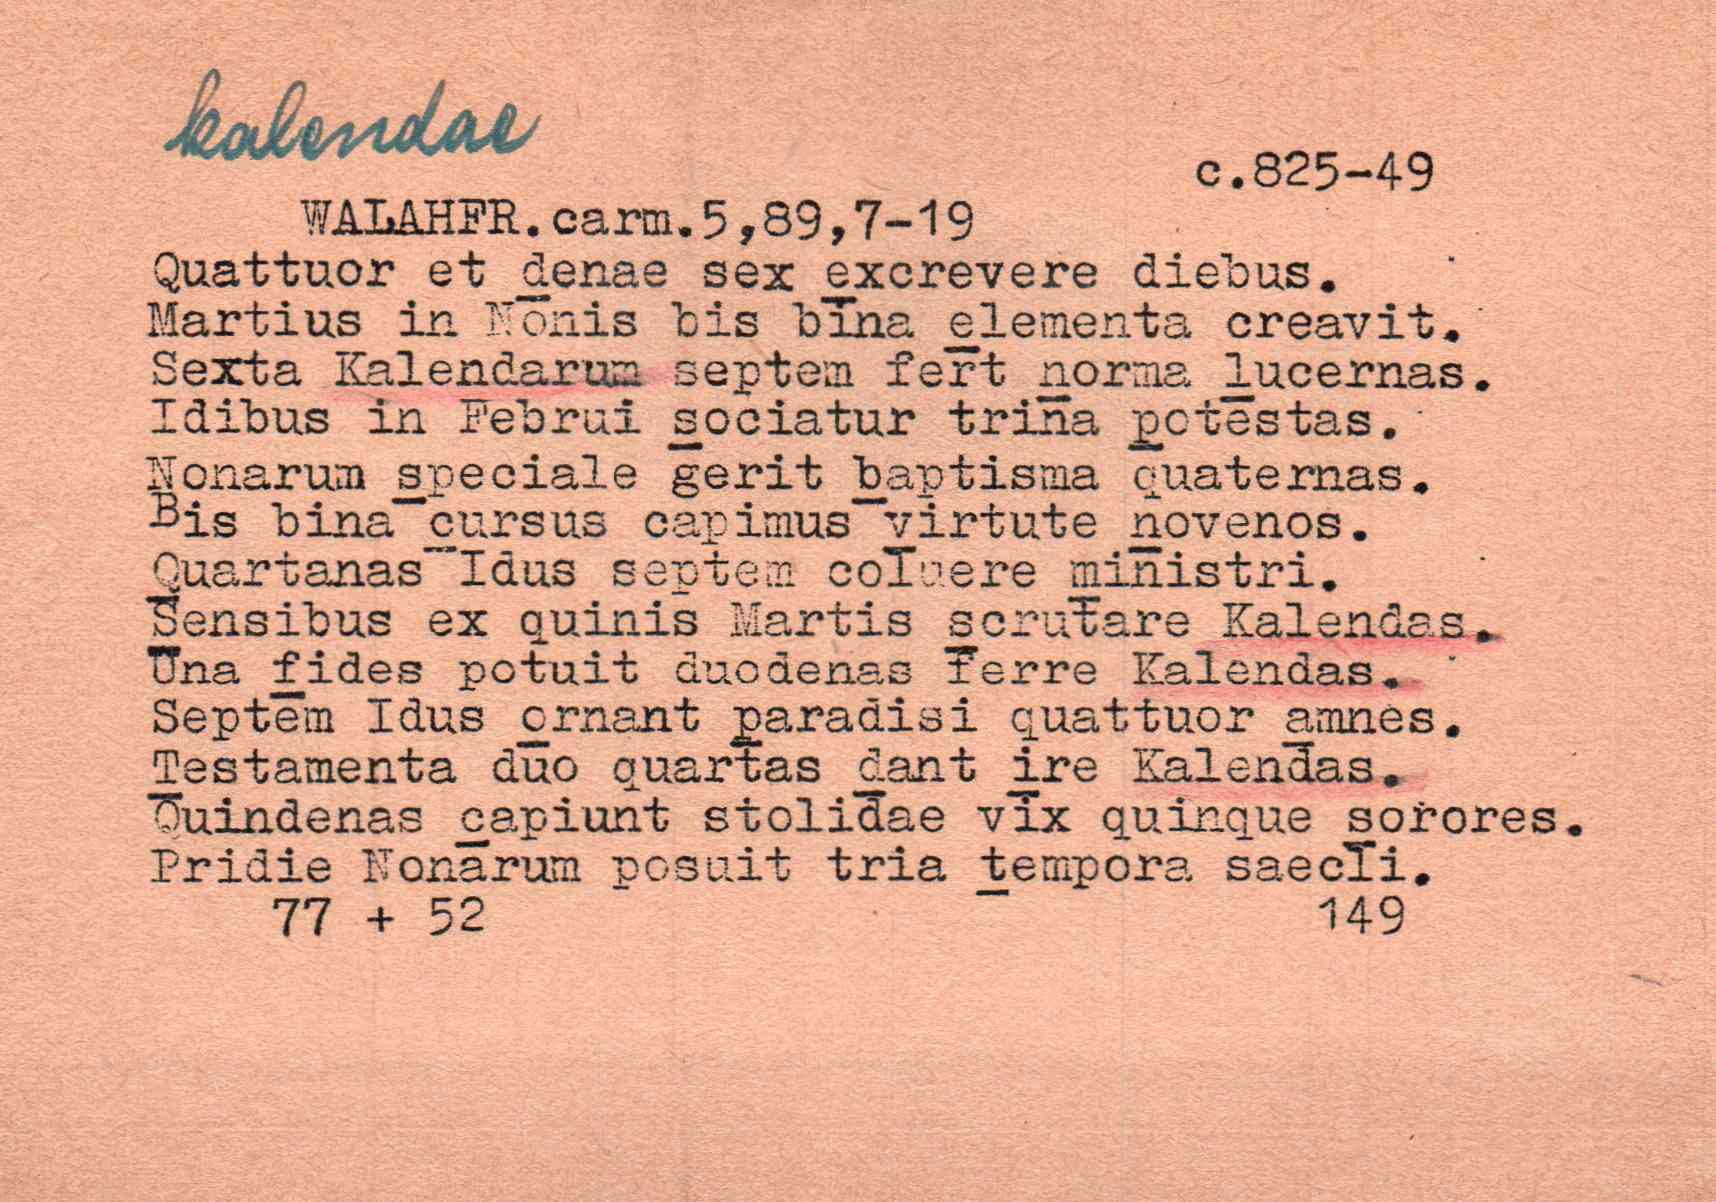 kalendae
c.825-49
WALAHFR.carm.5,89,7-19
Quattuor et denae sex excrevere diebus.
Martius in Nonis bis bina elementa creavit.
Sexta Kalendarum septem fert norma lucernas.
Idibus in Februi sociatur trina potestas.
Nonarum speciale gerit baptisma quaternas.
Bis bina cursus capimus virtute novenos.
Quartanas Idus septem coluere ministri.
Sensibus ex quinis Martis scrutare Kalendas.
Una fides potuit duodenas ferre Kalendas.
Septem Idus ornant paradisi quattuor amnes.
Testamenta duo quartas dant ire Kalendas.
Quindenas capiunt stolidae vix quinque sorores.
Pridie Nonarum posuit tria tempora saecli.
77 + 52 149